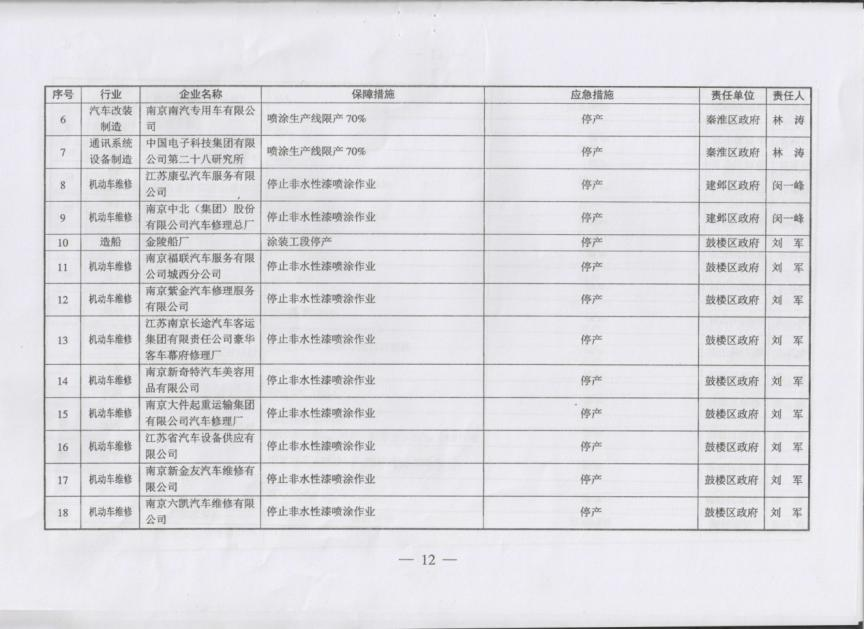 序号 行业 企业名称 保障措施 应急措施 责任单位 责任人
6 汽车改装制造 南京南汽专用车有限公司 喷涂生产线限产70% 停产 秦淮区政府 林 涛
7 通讯系统设备制造 中国电子科技集团有限公司第二十八研究所 喷涂生产线限产70% 停产 秦淮区政府 林 涛
8 机动车维修 江苏康弘汽车服务有限公司 停止非水性漆喷涂作业 停产 建邺区政府 闵一峰
9 机动车维修 南京中北（集团）股份有限公司汽车修理总厂 停止非水性漆喷涂作业 停产 建邺区政府 闵一峰
10 造船 金陵船厂 涂装工段停产 停产 鼓楼区政府 刘 军
11 机动车维修 南京福联汽车服务有限公司城西分公司 停止非水性漆喷涂作业 停产 鼓楼区政府 刘 军
12 机动车维修 南京紫金汽车修理服务有限公司 停止非水性漆喷涂作业 停产 鼓楼区政府 刘 军
13 机动车维修 江苏南京长途汽车客运集团有限责任公司豪华客车幕府修理厂 停止非水性漆喷涂作业 停产 鼓楼区政府 刘 军
14 机动车维修 南京新奇特汽车美容用品有限公司 停止非水性漆喷涂作业 停产 鼓楼区政府 刘 军
15 机动车维修 南京大件起重运输集团有限公司汽车修理厂 停止非水性漆喷涂作业 停产 鼓楼区政府 刘 军
16 机动车维修 江苏省汽车设备供应有限公司 停止非水性漆喷涂作业 停产 鼓楼区政府 刘 军
17 机动车维修 南京新金友汽车维修有限公司 停止非水性漆喷涂作业 停产 鼓楼区政府 刘 军
18 机动车维修 南京六凯汽车维修有限公司 停止非水性漆喷涂作业 停产 鼓楼区政府 刘 军
— 12 —